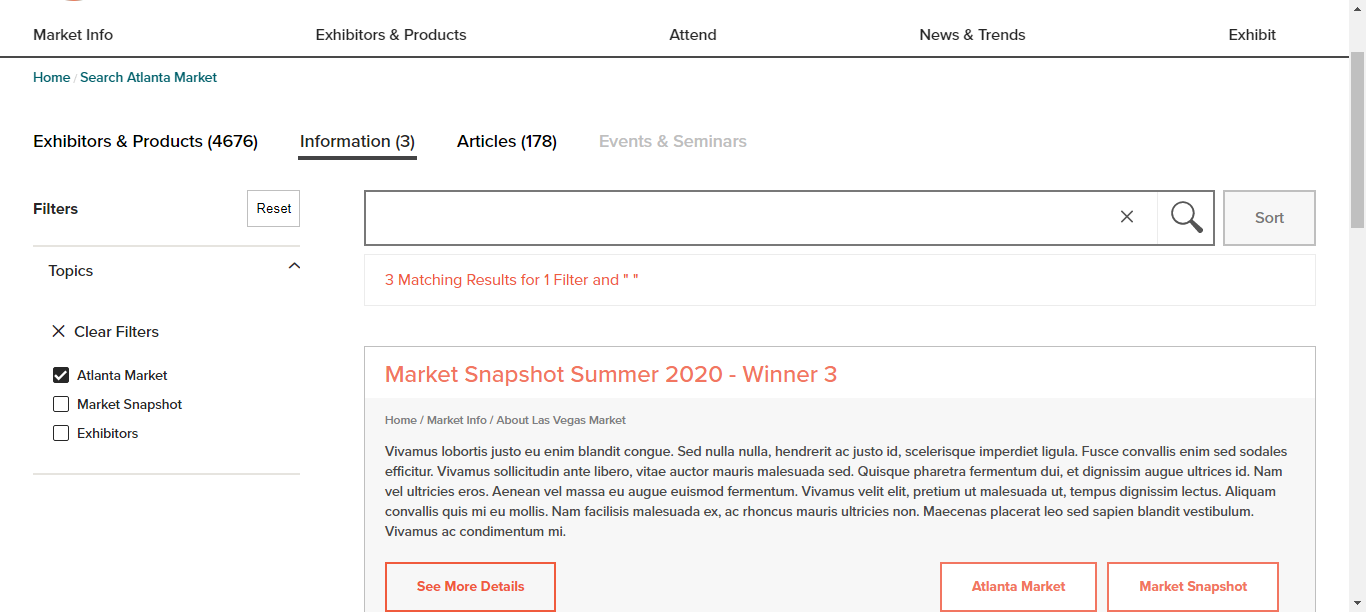 Market Info Exhibitors & Products Attend News & Trends Exhibit
Home / Search Atlanta Market
Exhibitors & Products (4676) Information (3) Articles (178) Events & Seminars
Filters Reset
Sort
Topics
3 Matching Results for 1 Filter and " "
Clear Filters
Atlanta Market
Market Snapshot
Exhibitors
Market Snapshot Summer 2020 - Winner 3
Home / Market Info / About Las Vegas Market
Vivamus lobortis justo eu enim blandit congue. Sed nulla nulla, hendrerit ac justo id, scelerisque imperdiet ligula. Fusce convallis enim sed sodales
efficitur. Vivamus sollicitudin ante libero, vitae auctor mauris malesuada sed. Quisque pharetra fermentum dui, et dignissim augue ultrices id. Nam
vel ultricies eros. Aenean vel massa eu augue euismod fermentum. Vivamus velit elit, pretium ut malesuada ut, tempus dignissim lectus. Aliquam
convallis quis mi eu mollis. Nam facilisis malesuada ex, ac rhoncus mauris ultricies non. Maecenas placerat leo sed sapien blandit vestibulum.
Vivamus ac condimentum mi.
See More Details Atlanta Market Market Snapshot